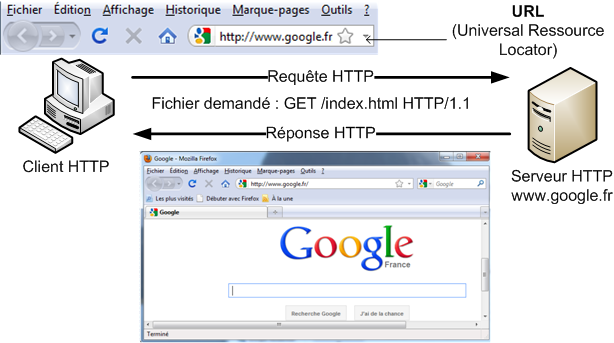 Fichier Édition Affichage Historique Marque-pages Outils ?
http://www.google.fr
URL
(Universal Ressource
Locator)
Requête HTTP
Fichier demandé : GET /index.html HTTP/1.1
Réponse HTTP
Client HTTP
Serveur HTTP
www.google.fr
Google - Mozilla Firefox
Fichier Édition Affichage Historique Marque-pages Outils ?
http://www.google.fr/
Google
Les plus visités Débuter avec Firefox À la une
Google
Google
France
Recherche Google J'ai de la chance
Terminé